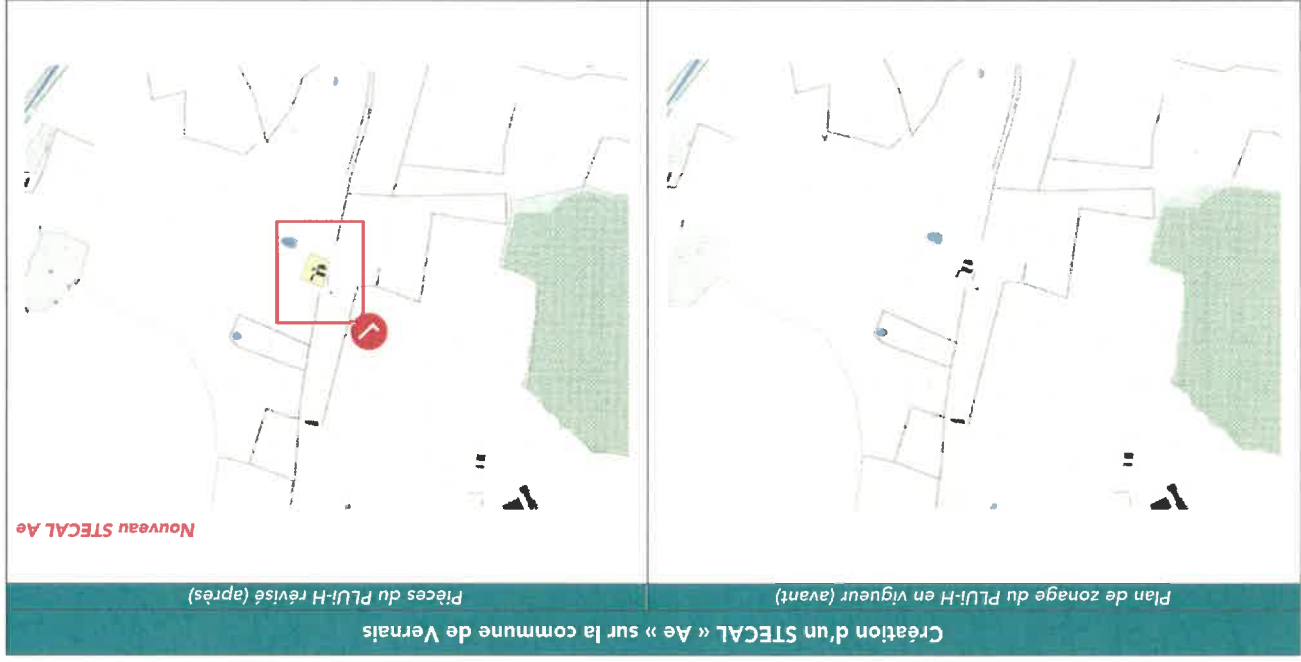 Création d'un STECAL « Ae » sur la commune de Vernais
Plan de zonage du PLUi-H en vigueur (avant)
Pièces du PLUi-H révisé (après)
Nouveau STECAL Ae